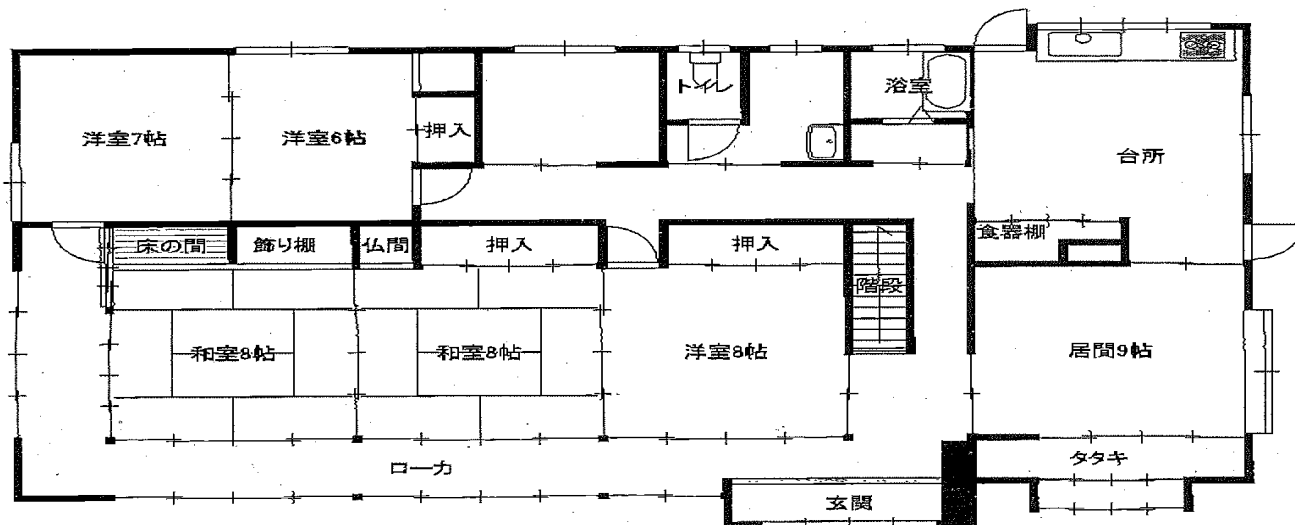 トイレ
浴室
洋室7帖
洋室6帖
押入
台所
床の間
飾り棚
仏間
押入
押入
食器棚
階段
和室8帖
和室8帖
洋室8帖
居間9帖
ローカ
タタキ
玄関